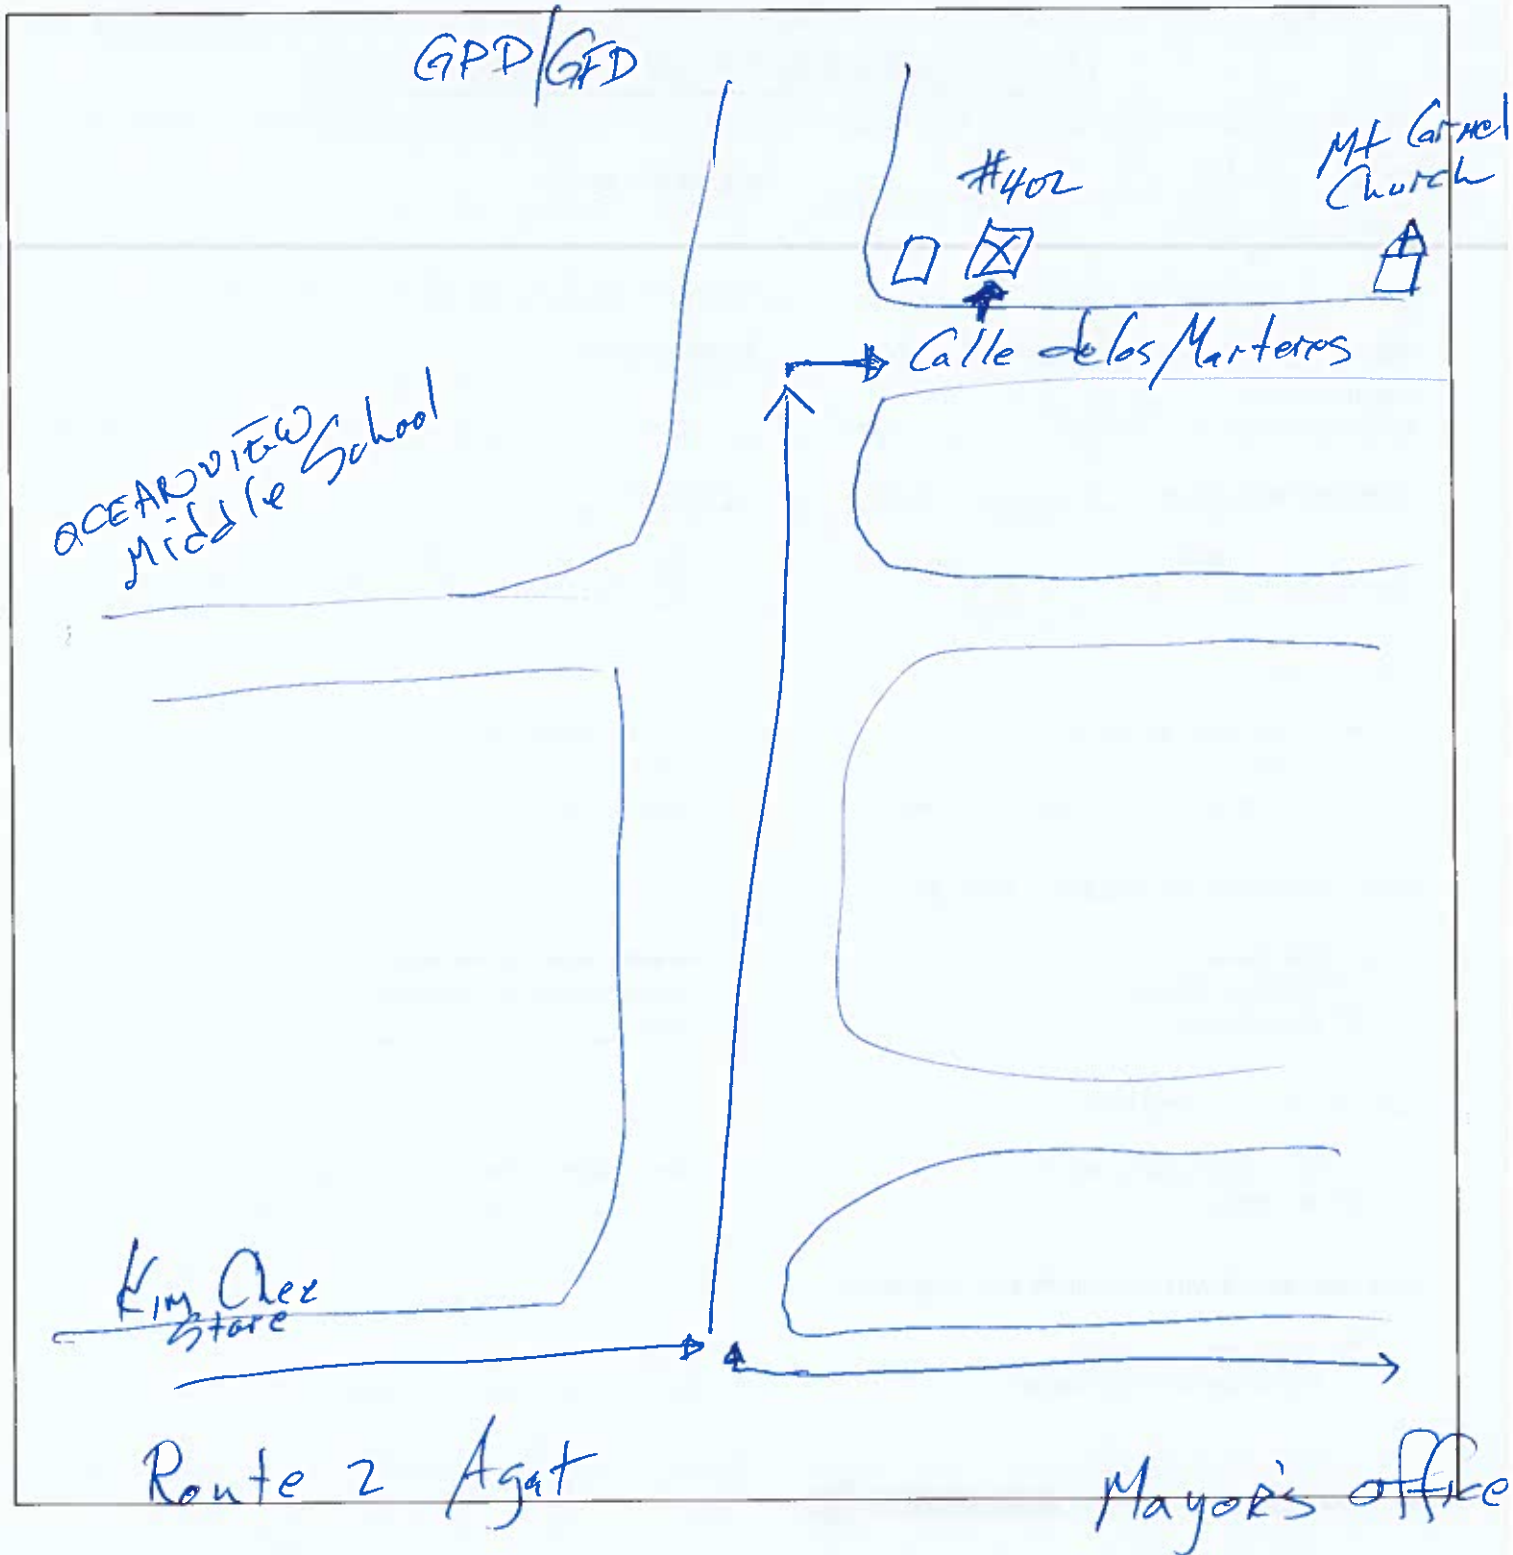 GPD/GFD
Mt Carmel
Church
#402
Calle de los Marteres
OCEANVIEW
Middle School
Kim Chee
Store
Route 2 Agat
Mayor's office